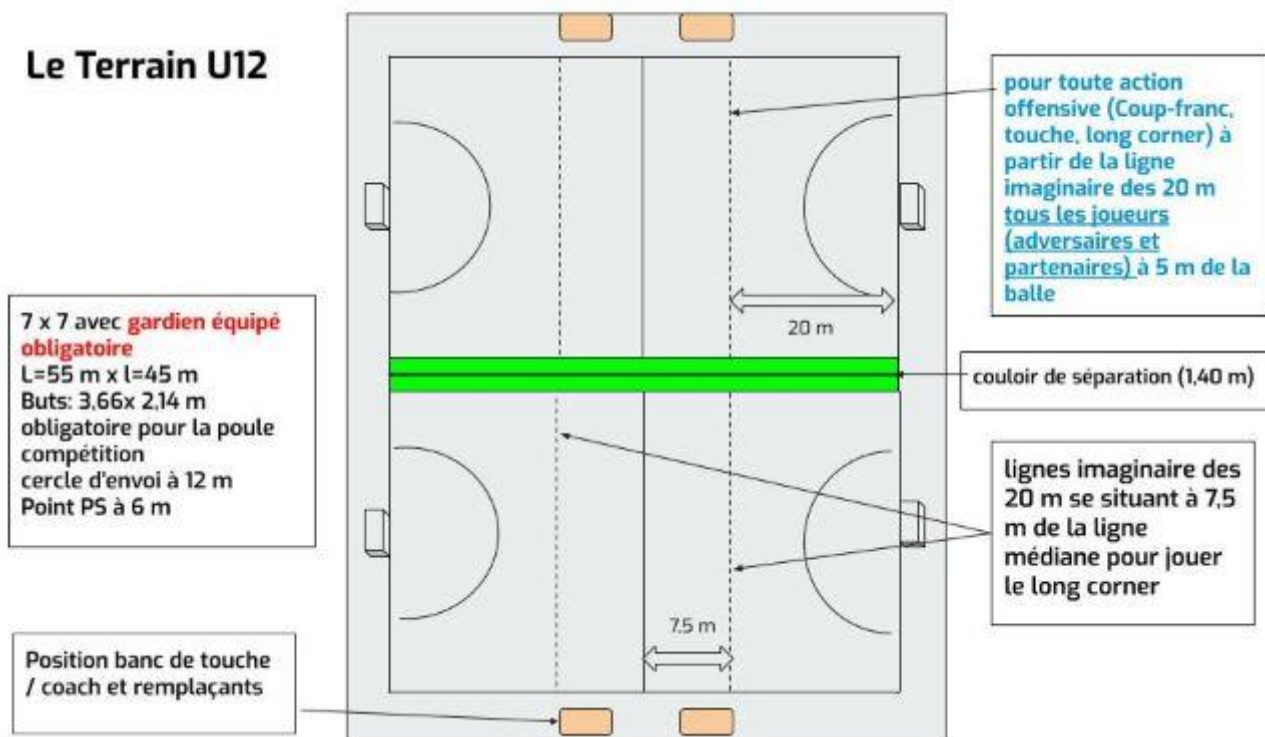 Le Terrain U12
pour toute action
offensive (Coup-franc,
touche, long corner) à
partir de la ligne
imaginaire des 20 m
tous les joueurs
(adversaires et
partenaires) à 5 m de la
balle
20 m
7 x 7 avec gardien équipé
obligatoire
L=55 m x l=45 m
Buts: 3,66x 2,14 m
obligatoire pour la poule
compétition
cercle d'envoi à 12 m
Point PS à 6 m
couloir de séparation (1,40 m)
lignes imaginaire des
20 m se situant à 7,5
m de la ligne
médiane pour jouer
le long corner
7.5 m
Position banc de touche
/ coach et remplaçants